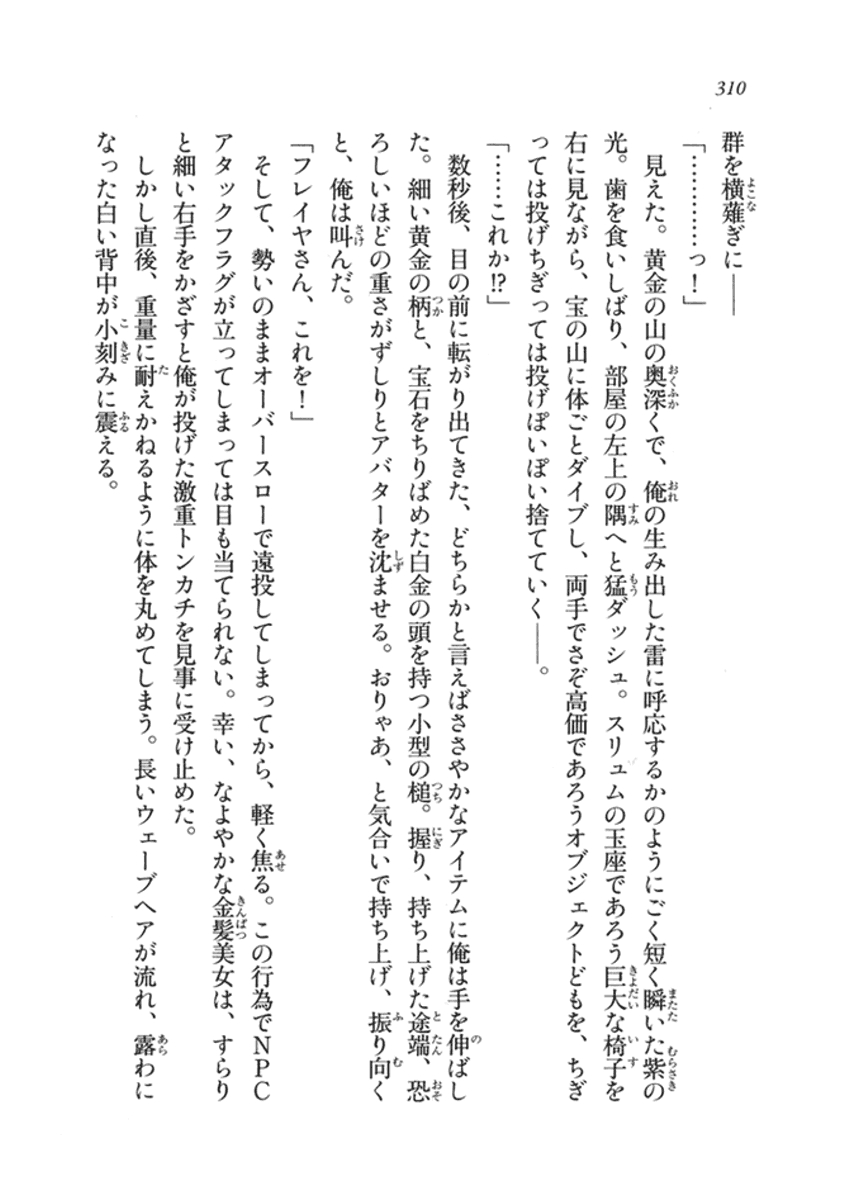 310
群を横薙ぎに――
「…………っ！」
見えた。黄金の山の奥深くで、俺の生み出した雷に呼応するかのようにごく短く瞬いた紫の
光。歯を食いしばり、部屋の左上の隅へと猛ダッシュ。スリュムの玉座であろう巨大な椅子を
右に見ながら、宝の山に体ごとダイブし、両手でさぞ高価であろうオブジェクトどもを、ちぎ
っては投げちぎっては投げぽいぽい捨てていく――。
「……これか!?」
数秒後、目の前に転がり出てきた、どちらかと言えばささやかなアイテムに俺は手を伸ばし
た。細い黄金の柄と、宝石をちりばめた白金の頭を持つ小型の槌。握り、持ち上げた途端、恐
ろしいほどの重さがずしりとアバターを沈ませる。おりゃあ、と気合いで持ち上げ、振り向く
と、俺は叫んだ。
「フレイヤさん、これを！」
そして、勢いのままオーバースローで遠投してしまってから、軽く焦る。この行為でＮＰＣ
アタックフラグが立ってしまっては目も当てられない。幸い、なよやかな金髪美女は、すらり
と細い右手をかざすと俺が投げた激重トンカチを見事に受け止めた。
しかし直後、重量に耐えかねるように体を丸めてしまう。長いウェーブヘアが流れ、露わに
なった白い背中が小刻みに震える。